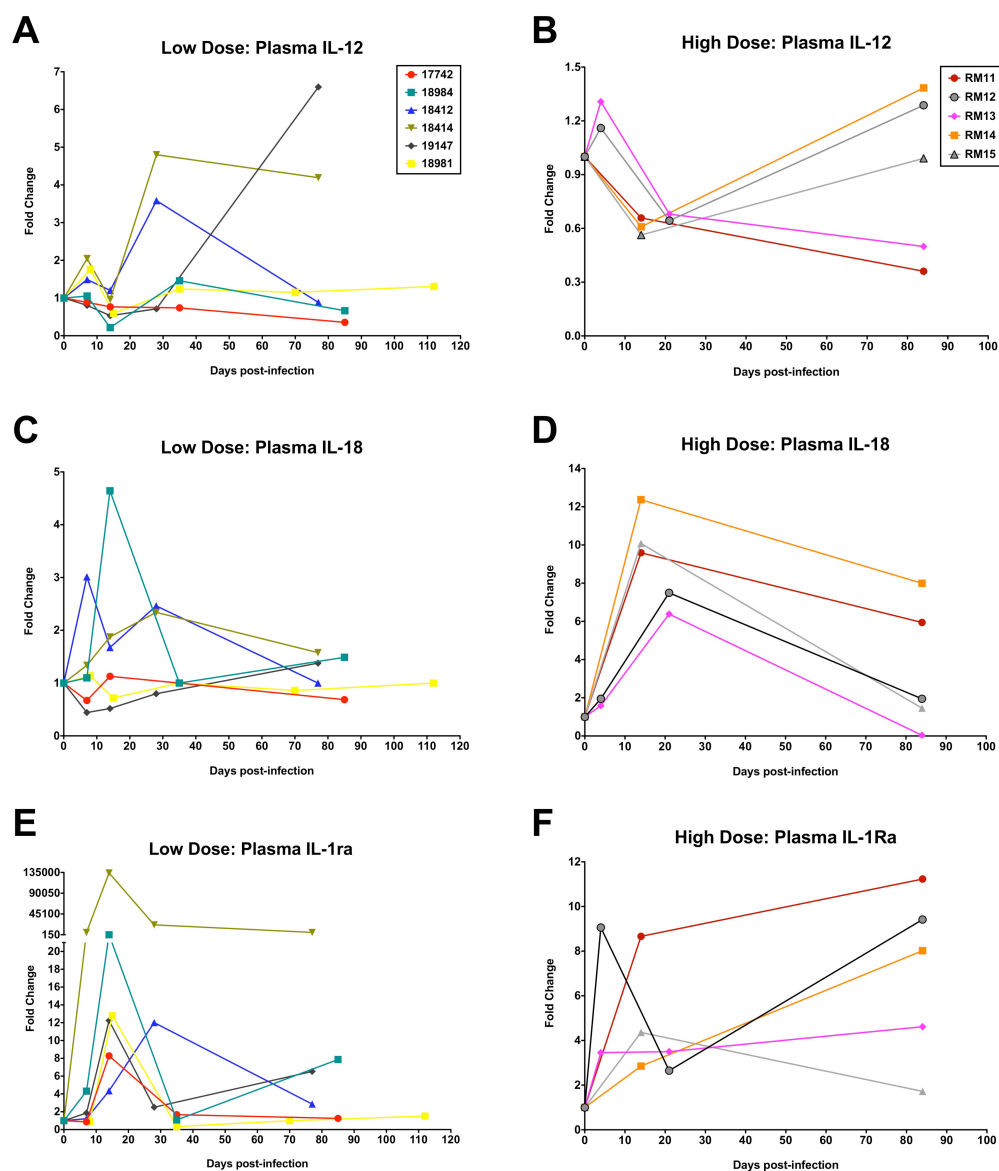 A
Low Dose: Plasma IL-12
Fold Change
7
6
5
4
3
2
1
0
0 10 20 30 40 50 60 70 80 90 100 110 120
Days post-infection
17742
18984
18412
18414
19147
18981
B
High Dose: Plasma IL-12
Fold Change
1.5
1.2
0.9
0.6
0.3
0.0
0 10 20 30 40 50 60 70 80 90 100
Days post-infection
RM11
RM12
RM13
RM14
RM15
C
Low Dose: Plasma IL-18
Fold Change
5
4
3
2
1
0
0 10 20 30 40 50 60 70 80 90 100 110 120
Days post-infection
D
High Dose: Plasma IL-18
Fold Change
14
12
10
8
6
4
2
0
0 10 20 30 40 50 60 70 80 90 100
Days post-infection
E
Low Dose: Plasma IL-1ra
Fold Change
135000
90050
45100
150
20
18
16
14
12
10
8
6
4
2
0
0 10 20 30 40 50 60 70 80 90 100 110 120
Days post-infection
F
High Dose: Plasma IL-1Ra
Fold Change
12
10
8
6
4
2
0
0 10 20 30 40 50 60 70 80 90 100
Days post-infection